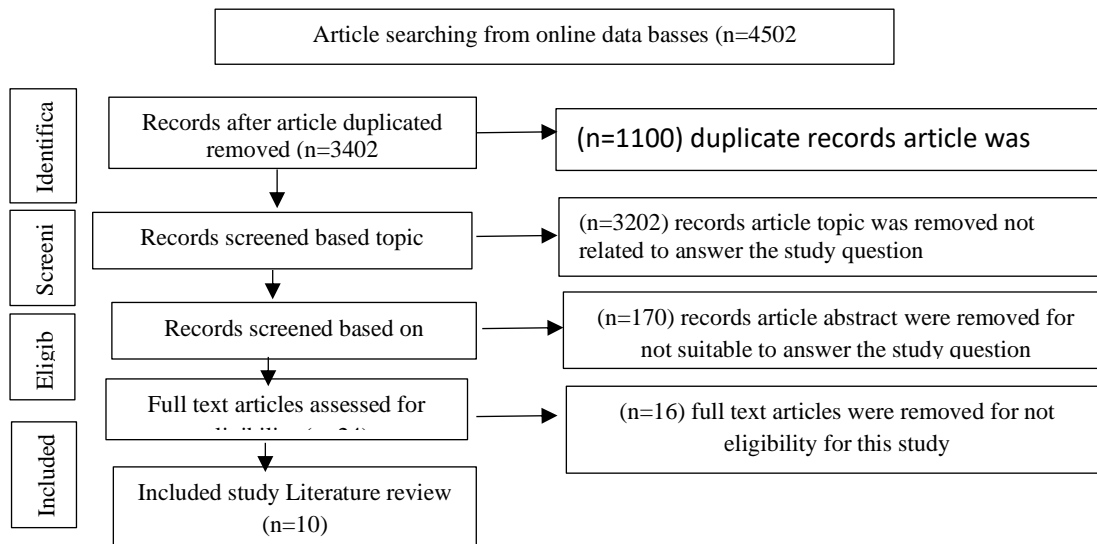 Article searching from online data basses (n=4502
Identifica
Records after article duplicated
removed (n=3402
(n=1100) duplicate records article was
Screeni
Records screened based topic
(n=3202) records article topic was removed not
related to answer the study question
Eligib
Records screened based on
(n=170) records article abstract were removed for
not suitable to answer the study question
Full text articles assessed for
(n=16) full text articles were removed for not
eligibility for this study
Included
Included study Literature review
(n=10)